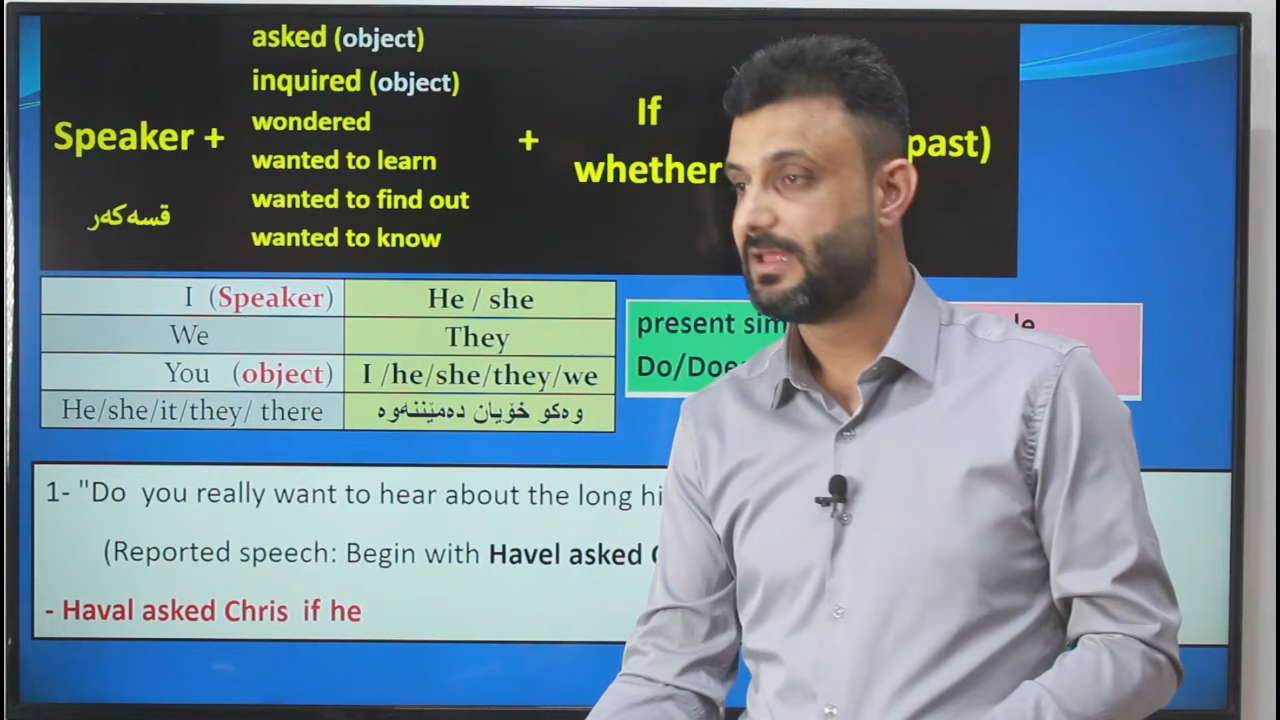 asked (object)
inquired (object)
wondered
wanted to learn
wanted to find out
wanted to know
Speaker +
قسەکەر
+
If
whether
past)
I (Speaker) He / she
We They
You (object) I /he/she/they/we
He/she/it/they/ there وەکو خۆیان دەمێننەوە
present sim
Do/Does
le
1- "Do you really want to hear about the long hi
(Reported speech: Begin with Havel asked C
- Haval asked Chris if he